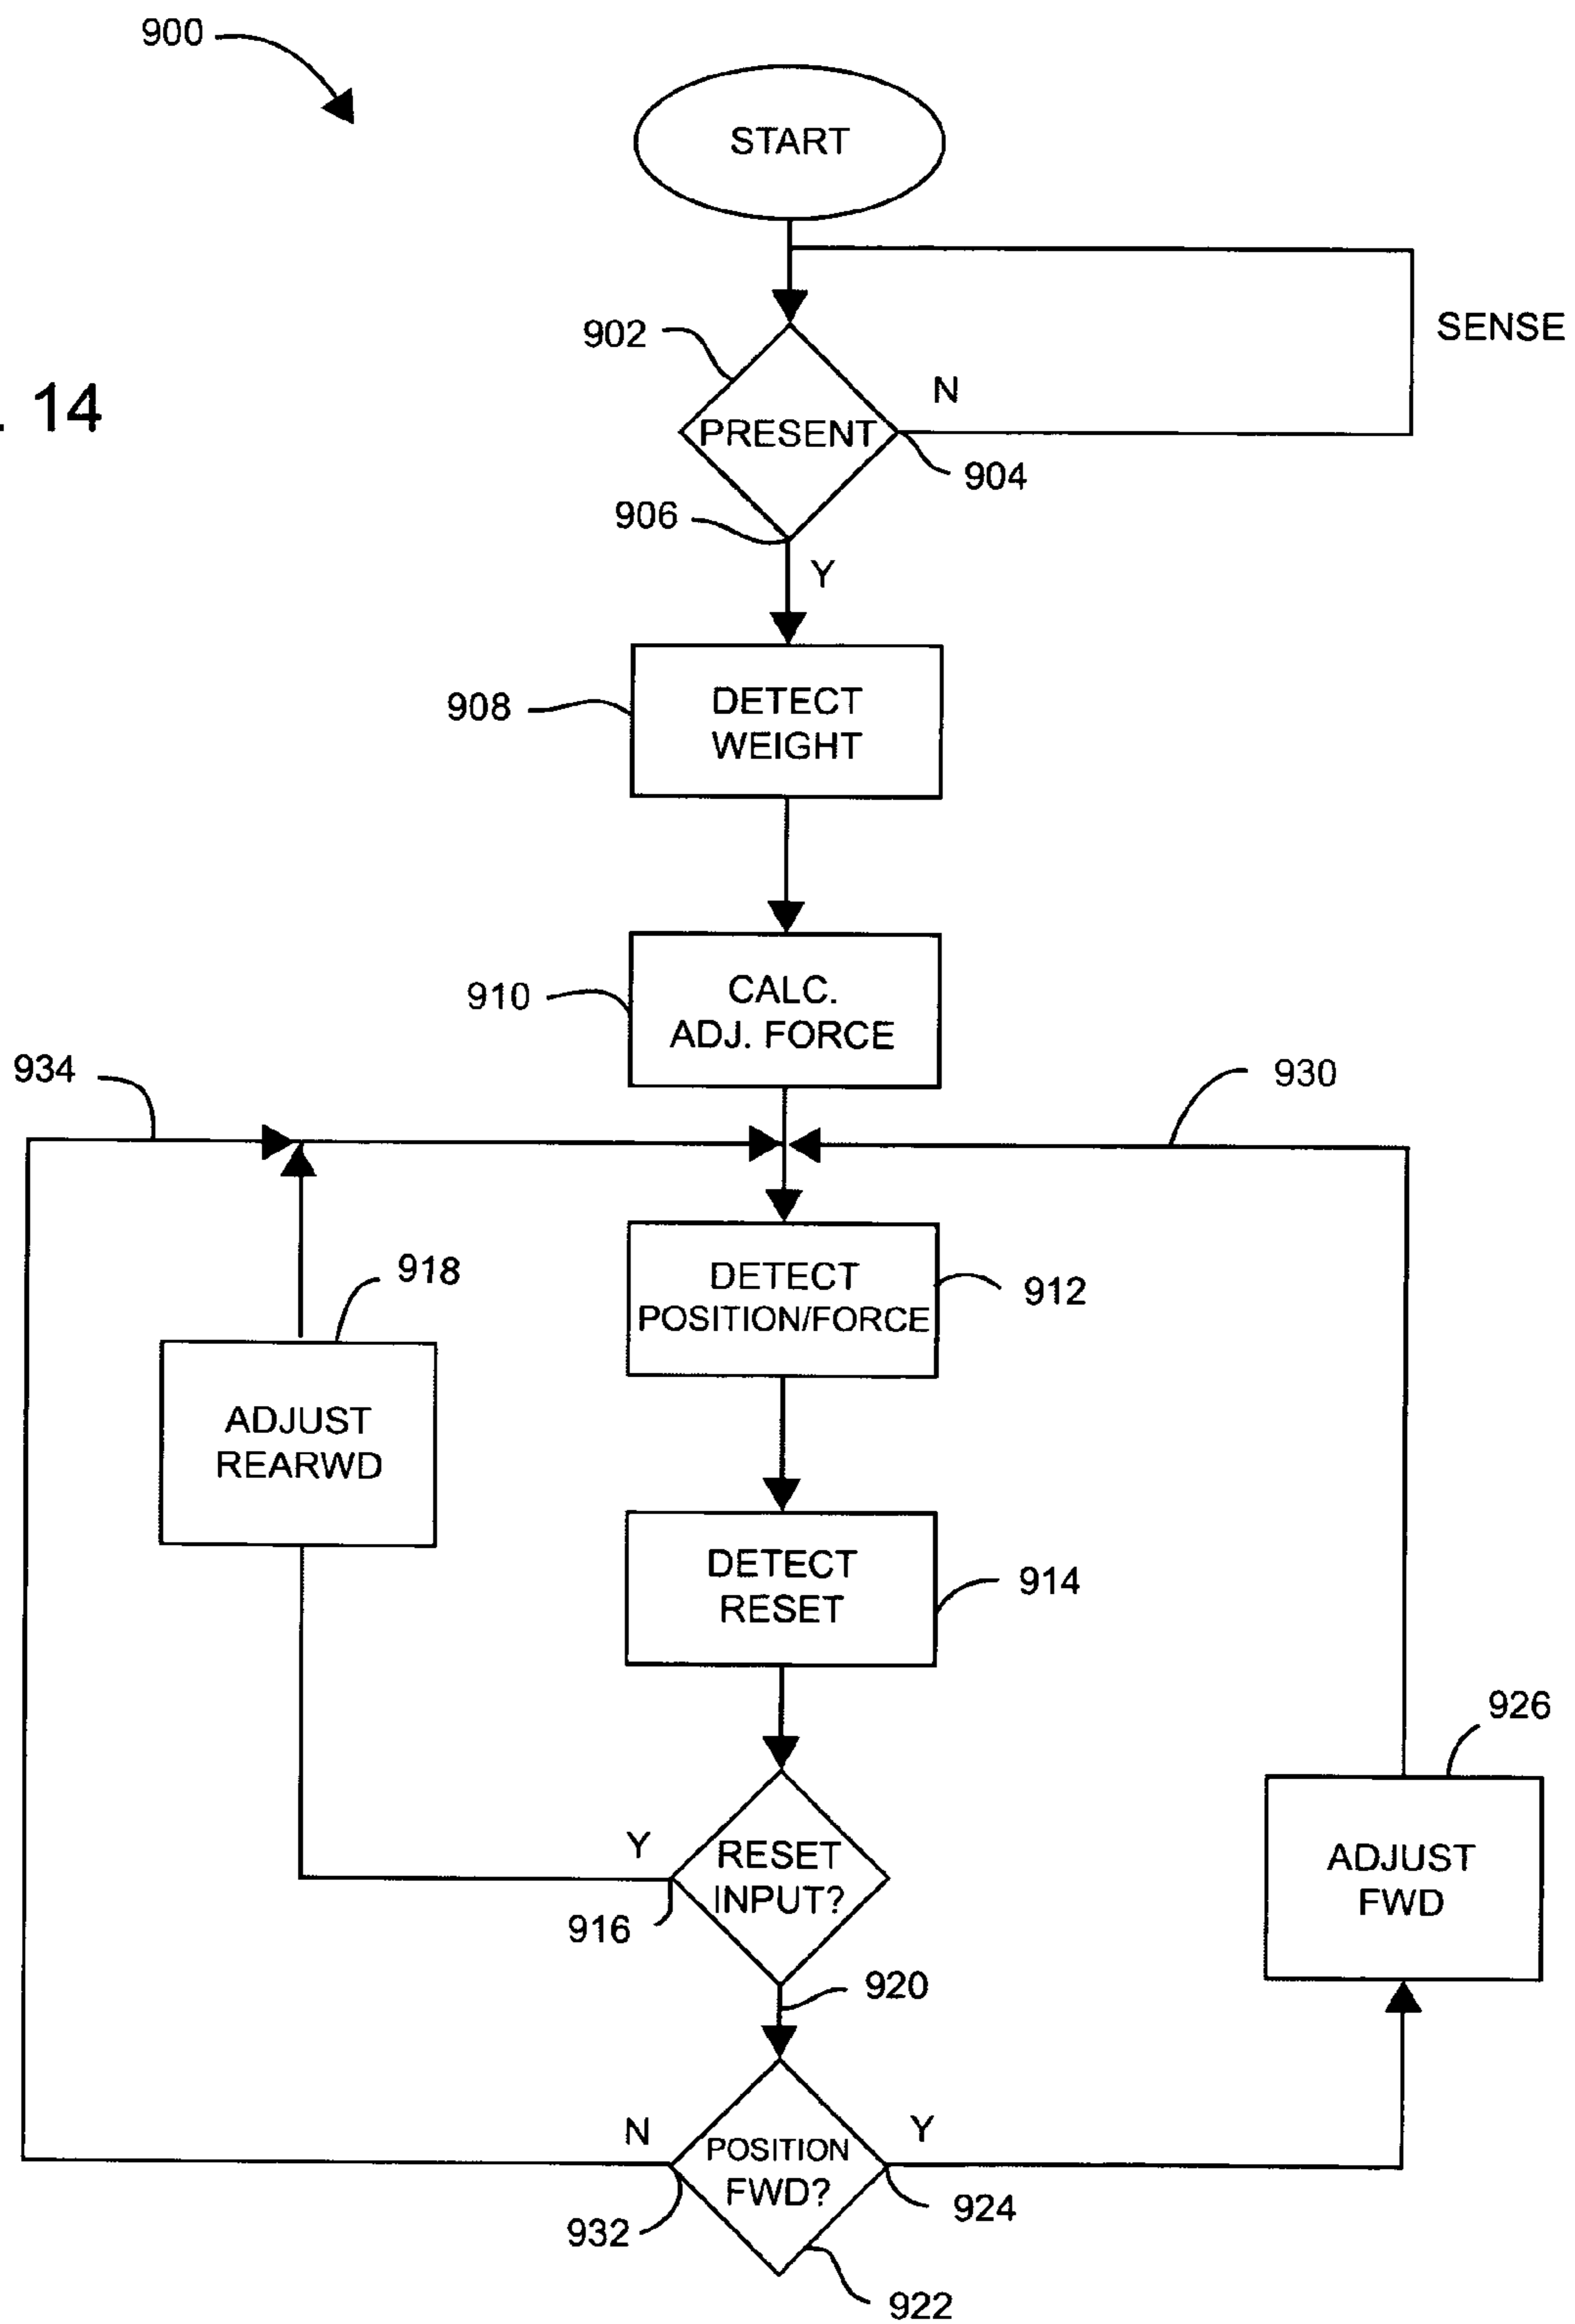 900
START
SENSE
902
N
. 14
PRESENT
904
906
Y
908
DETECT
WEIGHT
910
CALC.
ADJ. FORCE
934
930
918
DETECT
POSITION/FORCE
912
ADJUST
REARWD
DETECT
RESET
914
926
Y
RESET
INPUT?
916
ADJUST
FWD
920
N
Y
POSITION
FWD?
932
924
922